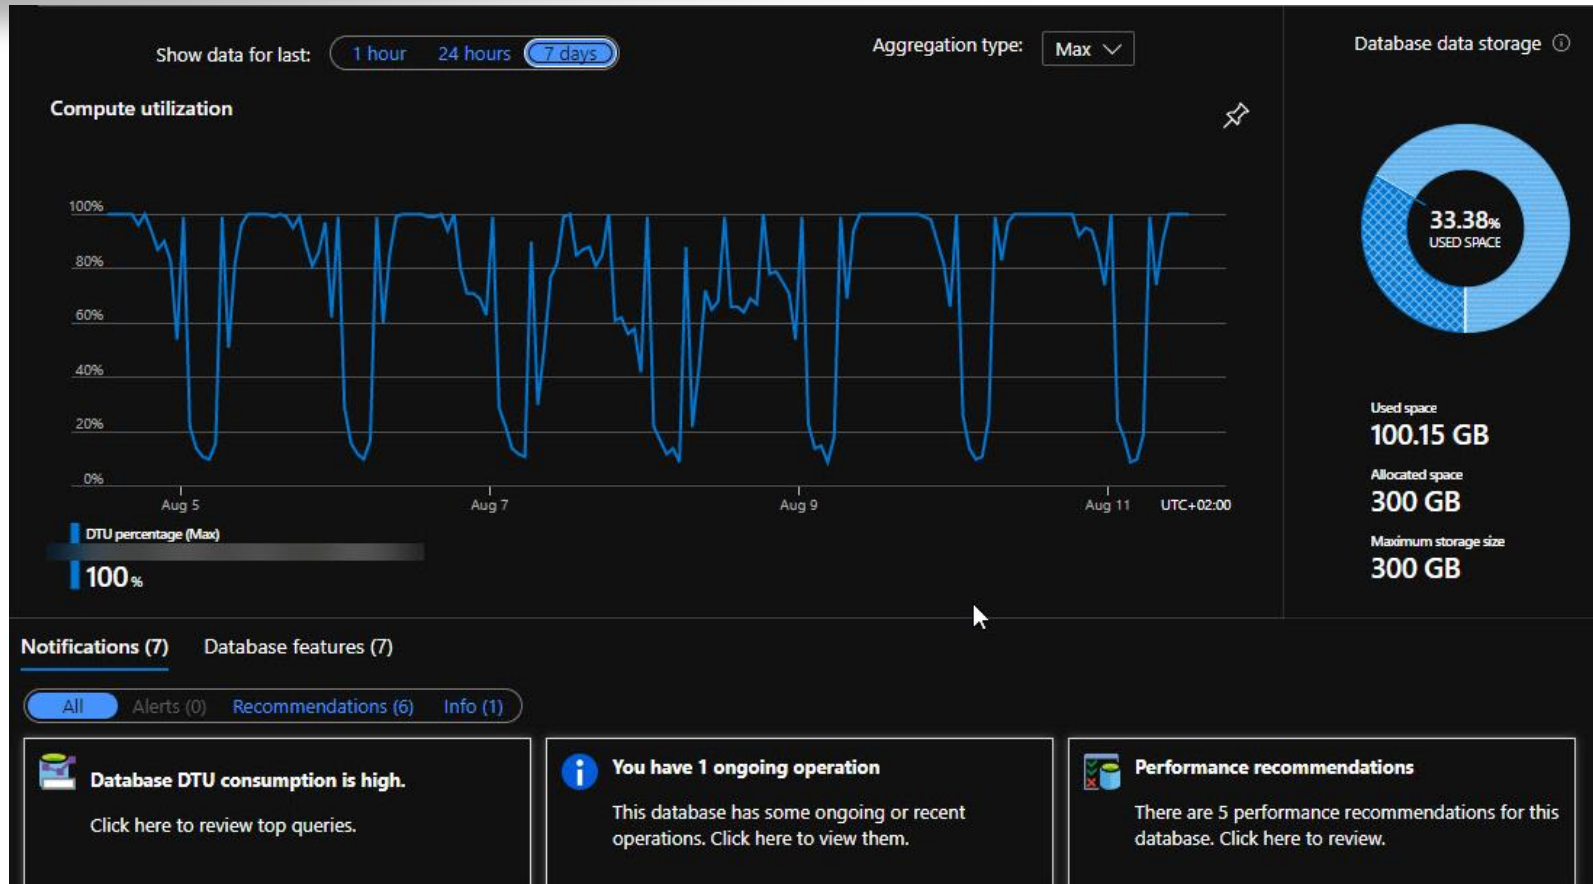 Show data for last: 1 hour 24 hours 7 days
Aggregation type: Max
Compute utilization
100%
80%
60%
40%
20%
0%
Aug 5 Aug 7 Aug 9 Aug 11 UTC+02:00
DTU percentage (Max)
100%
Database data storage
33.38%
USED SPACE
Used space
100.15 GB
Allocated space
300 GB
Maximum storage size
300 GB
Notifications (7) Database features (7)
All Alerts (0) Recommendations (6) Info (1)
Database DTU consumption is high.
Click here to review top queries.
You have 1 ongoing operation
This database has some ongoing or recent
operations. Click here to view them.
Performance recommendations
There are 5 performance recommendations for this
database. Click here to review.